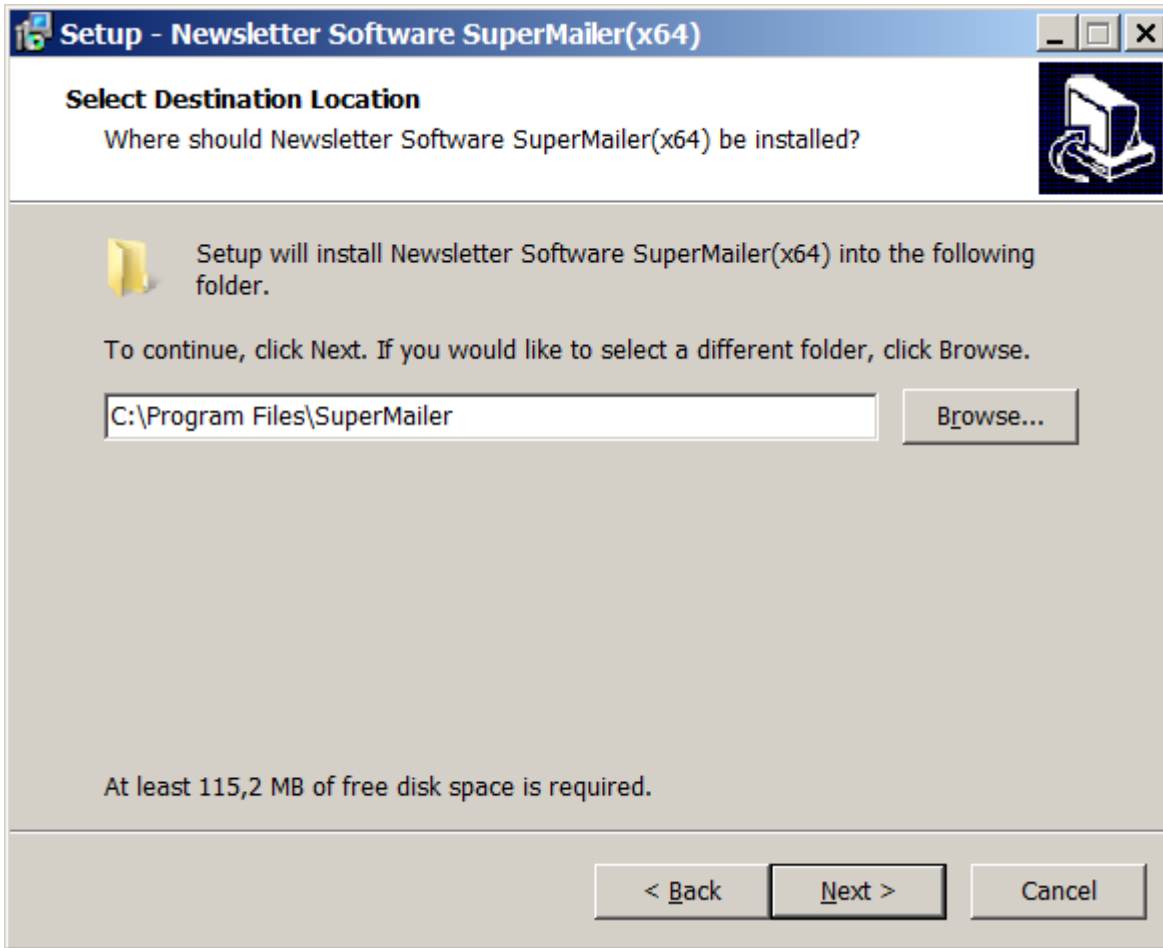 Setup - Newsletter Software SuperMailer(x64)
Select Destination Location
Where should Newsletter Software SuperMailer(x64) be installed?
Setup will install Newsletter Software SuperMailer(x64) into the following
folder.
To continue, click Next. If you would like to select a different folder, click Browse.
C:\Program Files\SuperMailer
Browse...
At least 115,2 MB of free disk space is required.
< Back
Next >
Cancel